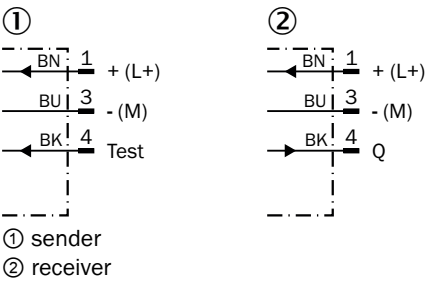 ① ②
BN 1 + (L+) BN 1 + (L+)
BU 3 - (M) BU 3 - (M)
BK 4 Test BK 4 Q
① sender
② receiver